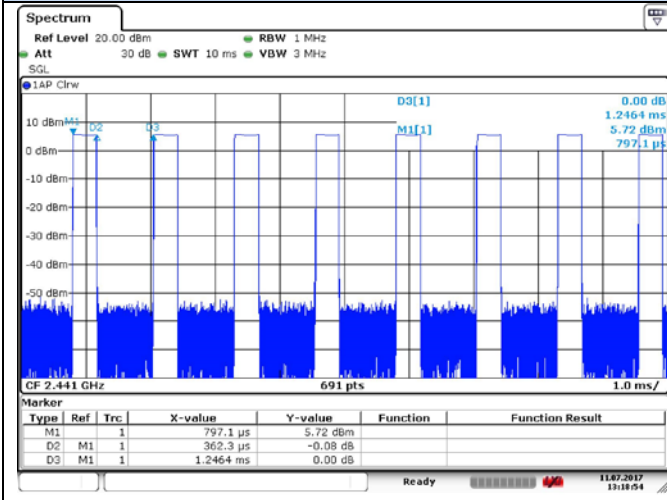 Spectrum
Ref Level 20.00 dBm RBW 1 MHz
Att 30 dB SWT 10 ms VBW 3 MHz
SGL
1AP Clrw
D3[1] 0.00 dB
1.2464 ms
M1[1] 5.72 dBm
797.1 µs
M1 D2 D3
10 dBm
0 dBm
-10 dBm
-20 dBm
-30 dBm
-40 dBm
-50 dBm
CF 2.441 GHz 691 pts 1.0 ms/
Marker
Type Ref Trc X-value Y-value Function Function Result
M1 1 797.1 µs 5.72 dBm
D2 M1 1 362.3 µs -0.08 dB
D3 M1 1 1.2464 ms 0.00 dB
Ready 11.07.2017
13:18:54